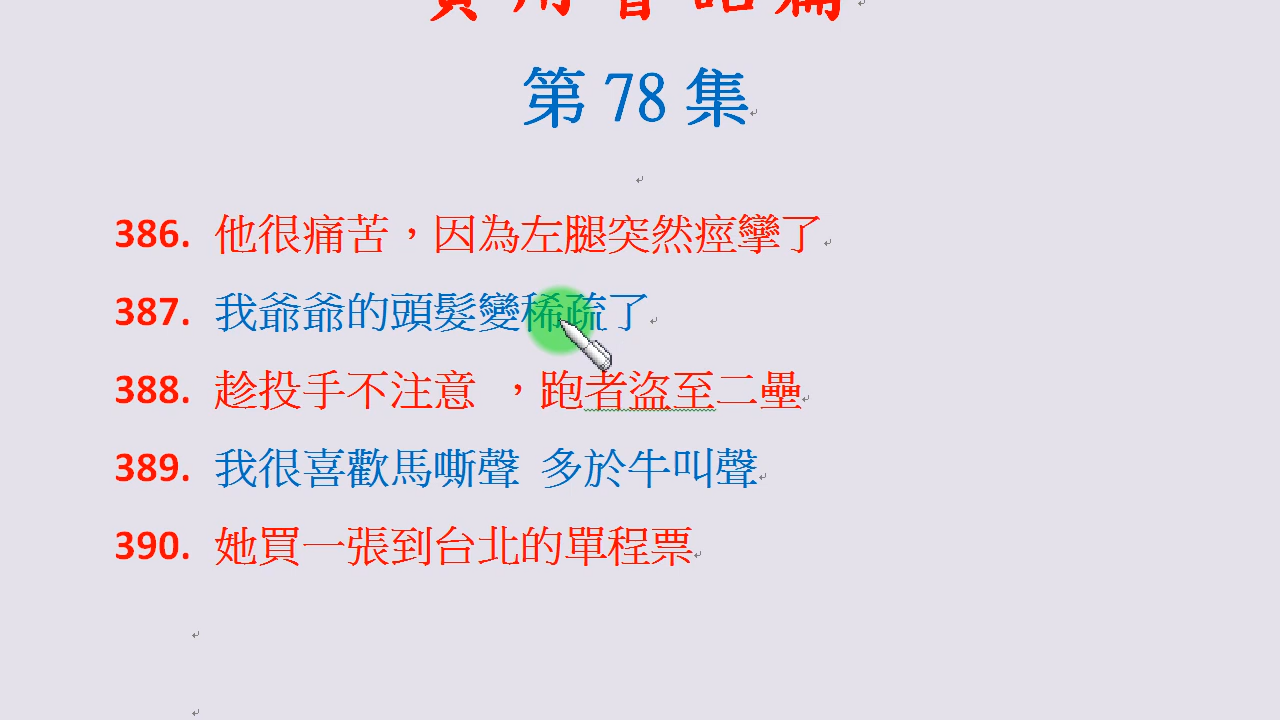 第 78 集
386. 他很痛苦，因為左腿突然痙攣了
387. 我爺爺的頭髮變稀疏了
388. 趁投手不注意 ，跑者盜至二壘
389. 我很喜歡馬嘶聲 多於牛叫聲
390. 她買一張到台北的單程票